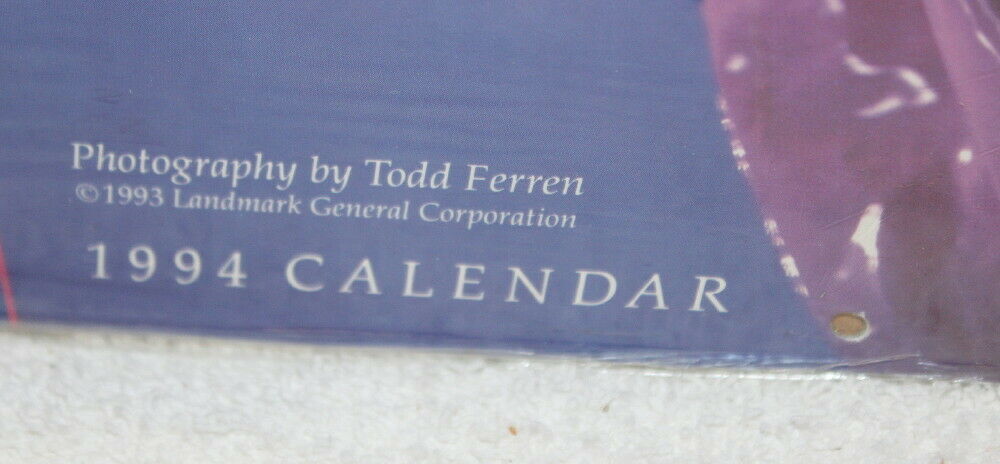 Photography by Todd Ferren
©1993 Landmark General Corporation
1994 CALENDAR